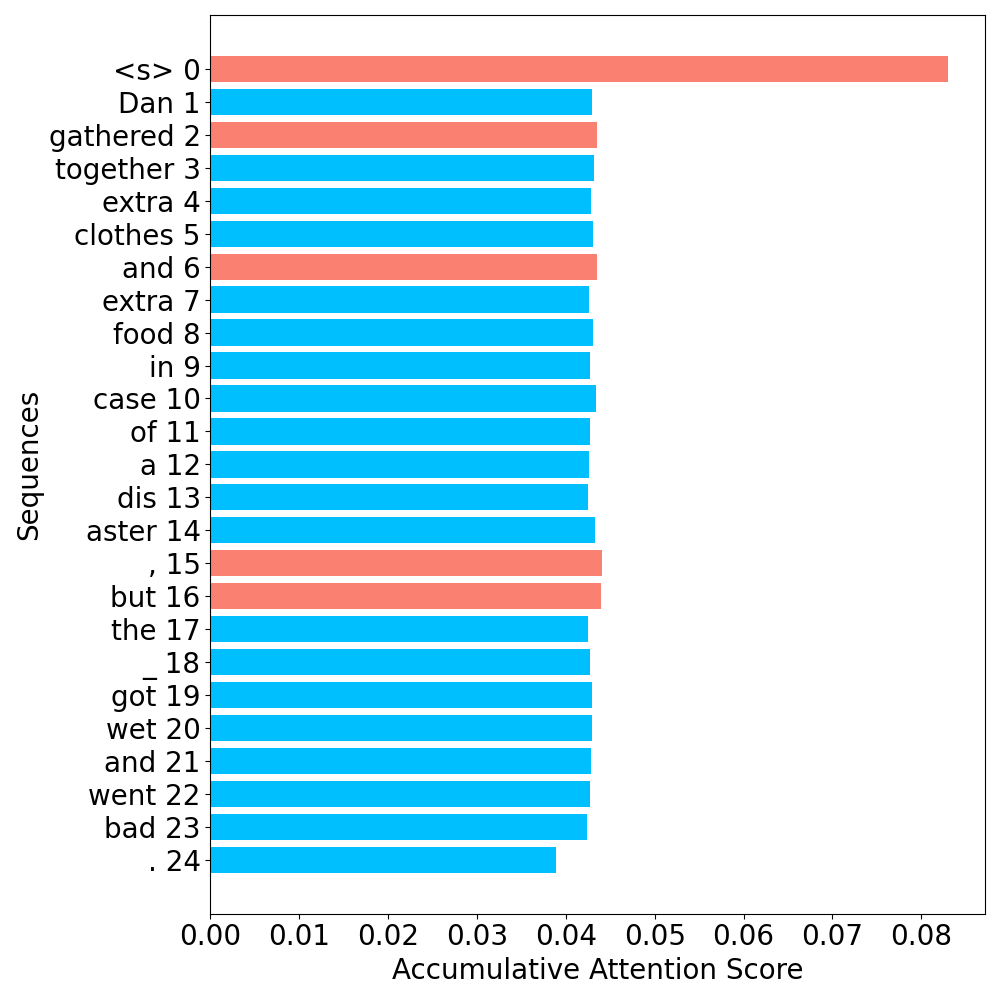 <s> 0
Dan 1
gathered 2
together 3
extra 4
clothes 5
and 6
extra 7
food 8
in 9
case 10
of 11
a 12
dis 13
aster 14
, 15
but 16
the 17
_ 18
got 19
wet 20
and 21
went 22
bad 23
. 24
Sequences
0.00 0.01 0.02 0.03 0.04 0.05 0.06 0.07 0.08
Accumulative Attention Score